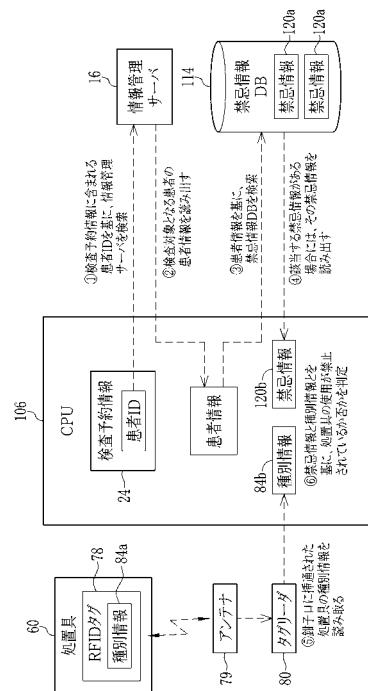 60
処置具
78
RFIDタグ
84a
種別情報
アンテナ
79
タグリーダ
80
⑤鉗子口に挿通された
処置具の種別情報を
読み取る
106
CPU
検査予約情報
患者ID
24
患者情報
種別情報
84b
禁忌情報
120b
⑥禁忌情報と種別情報とを
基に、処置具の使用が禁止
されているか否かを判定
①検査予約情報に含まれる
患者IDを基に、情報管理
サーバを検索
②検査対象となる患者の
患者情報を読み出す
③患者情報を基に、
禁忌情報DBを検索
④該当する禁忌情報がある
場合には、その禁忌情報を
読み出す
16
情報管理
サーバ
114
禁忌情報
DB
禁忌情報
120a
禁忌情報
120a